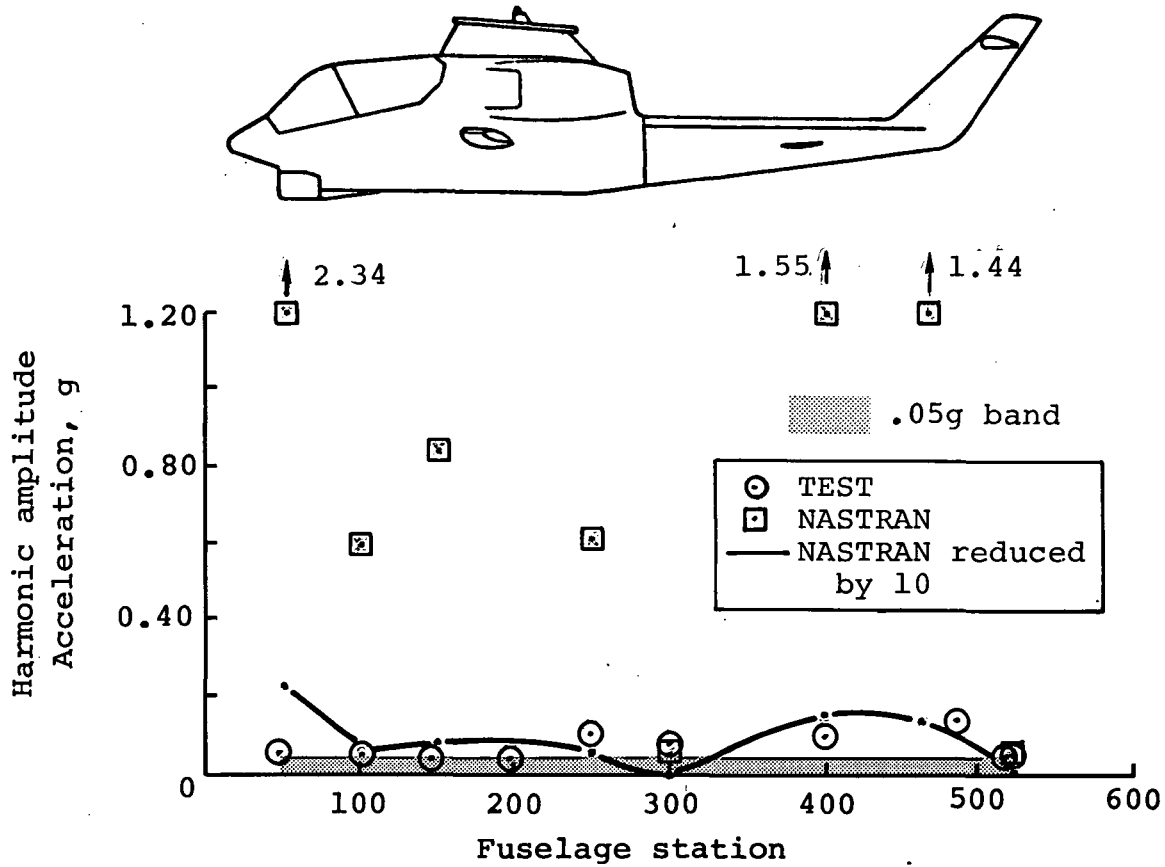 2.34
1.55
1.44
Harmonic amplitude
Acceleration, g
1.20
0.80
0.40
0
.05g band
TEST
NASTRAN
NASTRAN reduced
by 10
100
200
300
400
500
600
Fuselage station